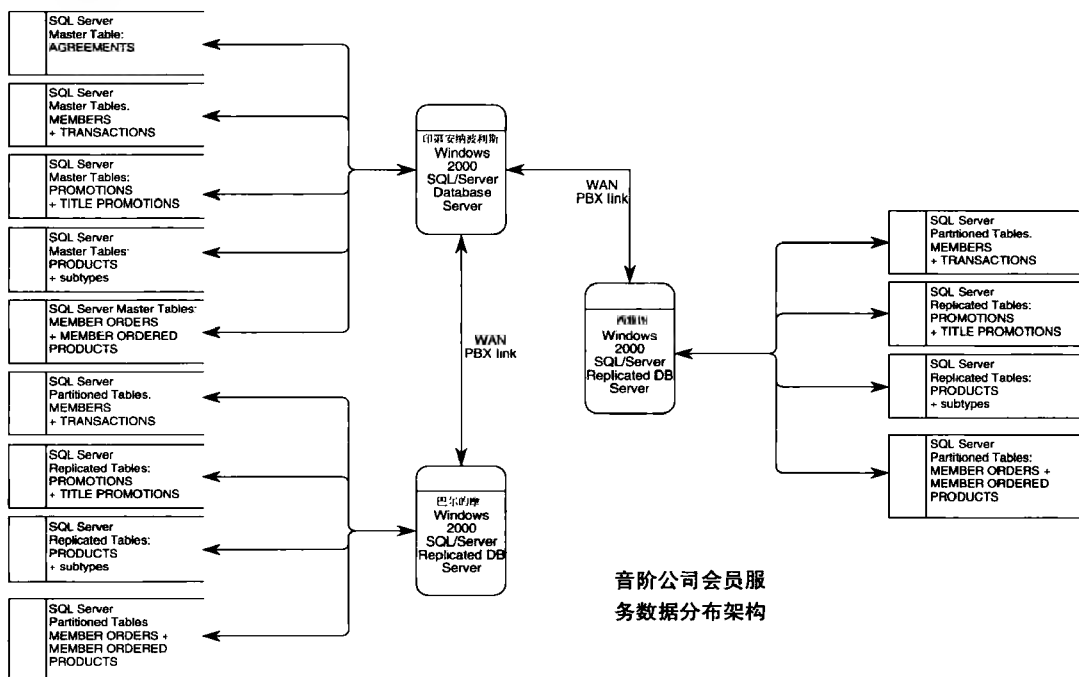 SQL Server
Master Table:
AGREEMENTS
SQL Server
Master Tables.
MEMBERS
+ TRANSACTIONS
SQL Server
Master Tables:
PROMOTIONS
+ TITLE PROMOTIONS
SQL Server
Master Tables:
PRODUCTS
+ subtypes
SQL Server Master Tables:
MEMBER ORDERS
+ MEMBER ORDERED
PRODUCTS
SQL Server
Partitioned Tables.
MEMBERS
+ TRANSACTIONS
SQL Server
Replicated Tables:
PROMOTIONS
+ TITLE PROMOTIONS
SQL Server
Replicated Tables:
PRODUCTS
+ subtypes
SQL Server
Partitioned Tables
MEMBER ORDERS +
MEMBER ORDERED
PRODUCTS
印第安纳波利斯
Windows
2000
SQL/Server
Database
Server
WAN
PBX link
WAN
PBX link
巴尔的摩
Windows
2000
SQL/Server
Replicated DB
Server
西雅图
Windows
2000
SQL/Server
Replicated DB
Server
SQL Server
Partitioned Tables.
MEMBERS
+ TRANSACTIONS
SQL Server
Replicated Tables:
PROMOTIONS
+ TITLE PROMOTIONS
SQL Server
Replicated Tables:
PRODUCTS
+ subtypes
SQL Server
Partitioned Tables:
MEMBER ORDERS +
MEMBER ORDERED
PRODUCTS
音阶公司会员服
务数据分布架构